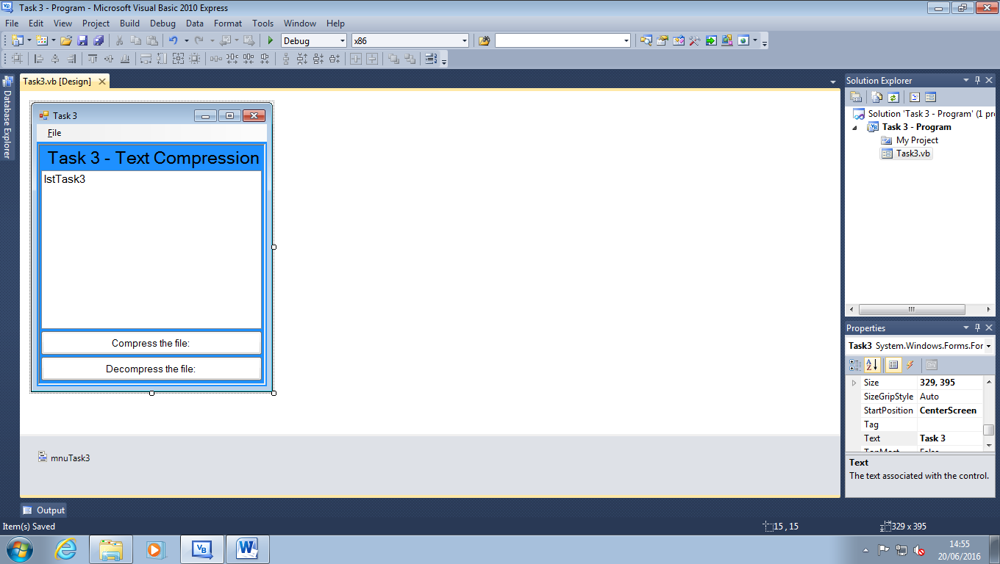 Task 3 - Program - Microsoft Visual Basic 2010 Express
File Edit View Project Build Debug Data Format Tools Window Help
Debug x86
Task3.vb [Design]
Database Explorer
Task 3
File
Task 3 - Text Compression
lstTask3
Compress the file:
Decompress the file:
mnuTask3
Solution Explorer
Solution 'Task 3 - Program' (1 pr
Task 3 - Program
My Project
Task3.vb
Properties
Task3 System.Windows.Forms.For
Size 329, 395
SizeGripStyle Auto
StartPosition CenterScreen
Tag
Text Task 3
TopMost False
Text
The text associated with the control.
Output
Item(s) Saved
15 , 15
329 x 395
14:55
20/06/2016